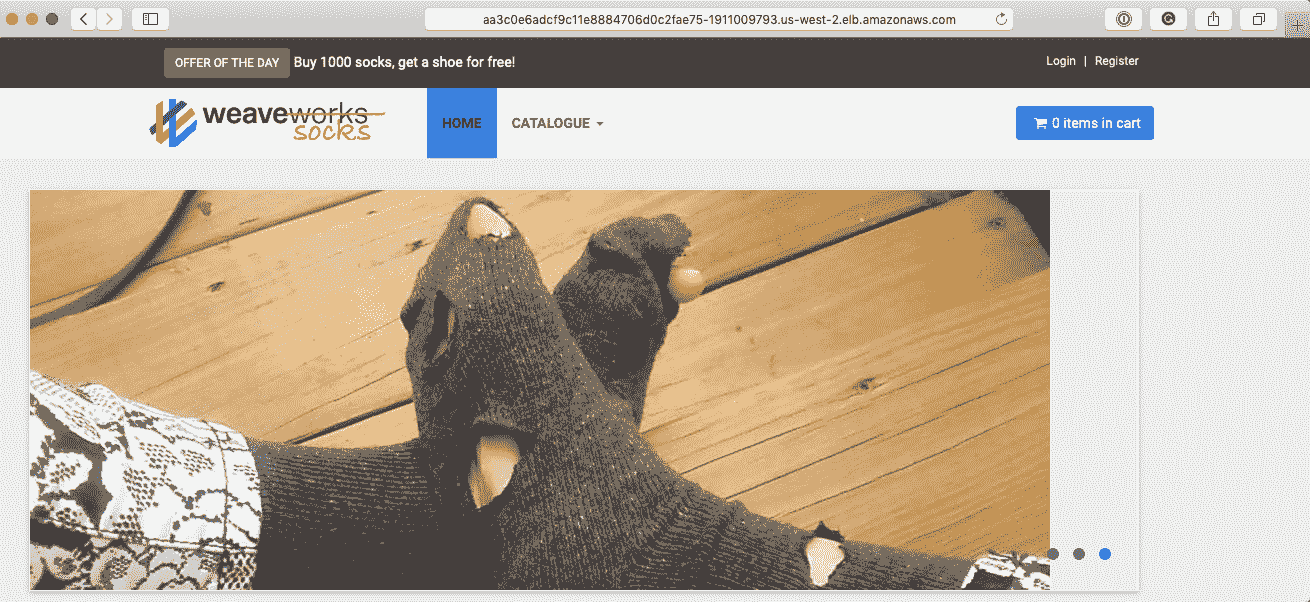 aa3c0e6adcf9c11e8884706d0c2fae75-1911009793.us-west-2.elb.amazonaws.com
OFFER OF THE DAY Buy 1000 socks, get a shoe for free! Login | Register
weaveworks
socks
HOME CATALOGUE 0 items in cart